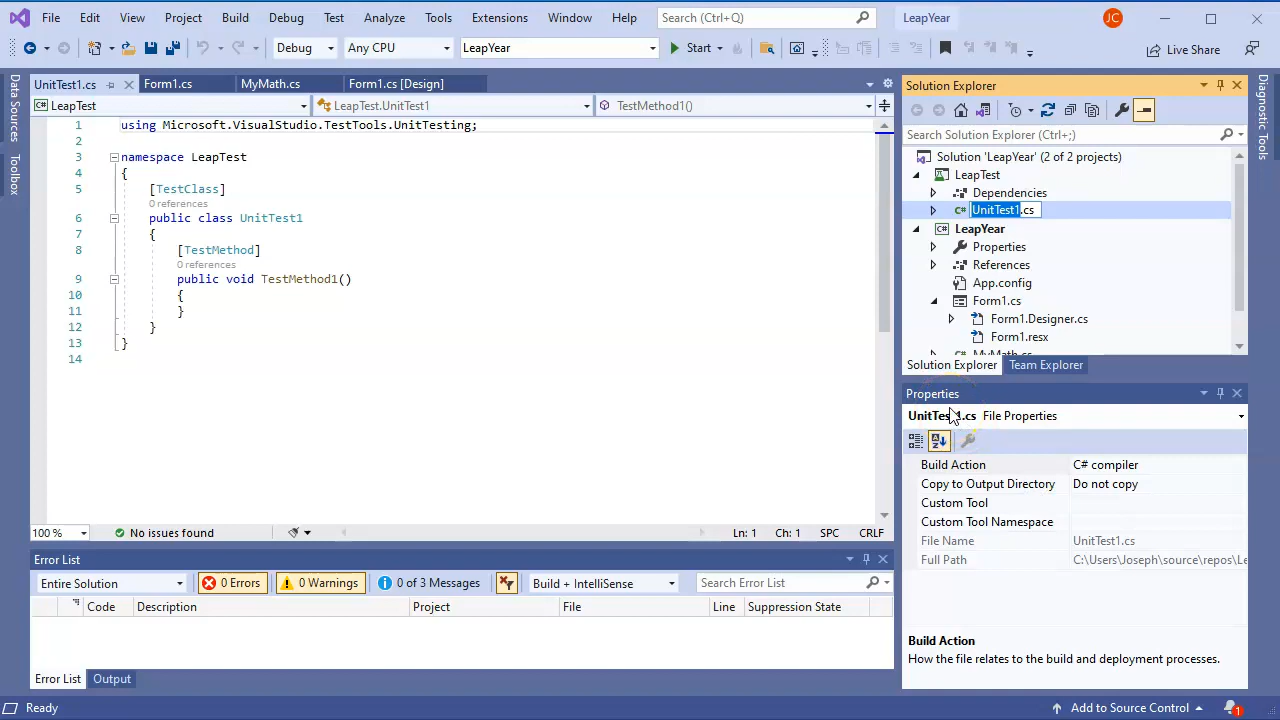 File Edit View Project Build Debug Test Analyze Tools Extensions Window Help Search (Ctrl+Q) LeapYear JC
Debug Any CPU LeapYear Start Live Share
Data Sources
Toolbox
UnitTest1.cs Form1.cs MyMath.cs Form1.cs [Design]
C# LeapTest LeapTest.UnitTest1 TestMethod1()
1 using Microsoft.VisualStudio.TestTools.UnitTesting;
2
3 namespace LeapTest
4 {
5 [TestClass]
0 references
6 public class UnitTest1
7 {
8 [TestMethod]
0 references
9 public void TestMethod1()
10 {
11 }
12 }
13 }
14
100 % No issues found Ln: 1 Ch: 1 SPC CRLF
Error List
Entire Solution 0 Errors 0 Warnings 0 of 3 Messages Build + IntelliSense Search Error List
Code Description Project File Line Suppression State
Error List Output
Solution Explorer
Search Solution Explorer (Ctrl+;)
Solution 'LeapYear' (2 of 2 projects)
LeapTest
Dependencies
C# UnitTest1.cs
C# LeapYear
Properties
References
App.config
Form1.cs
Form1.Designer.cs
Form1.resx
MyMath.cs
Solution Explorer Team Explorer
Properties
UnitTest1.cs File Properties
Build Action C# compiler
Copy to Output Directory Do not copy
Custom Tool
Custom Tool Namespace
File Name UnitTest1.cs
Full Path C:\Users\Joseph\source\repos\Le
Build Action
How the file relates to the build and deployment processes.
Diagnostic Tools
Ready Add to Source Control 1